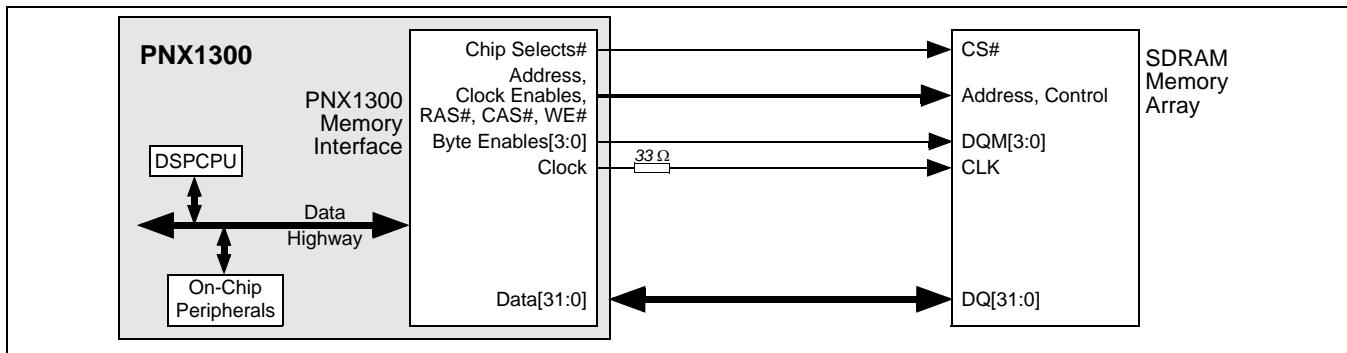 PNX1300
PNX1300
Memory
Interface
DSPCPU
Data
Highway
On-Chip
Peripherals
Chip Selects#
Address,
Clock Enables,
RAS#, CAS#, WE#
Byte Enables[3:0]
Clock
Data[31:0]
33 Ω
CS#
Address, Control
DQM[3:0]
CLK
DQ[31:0]
SDRAM
Memory
Array